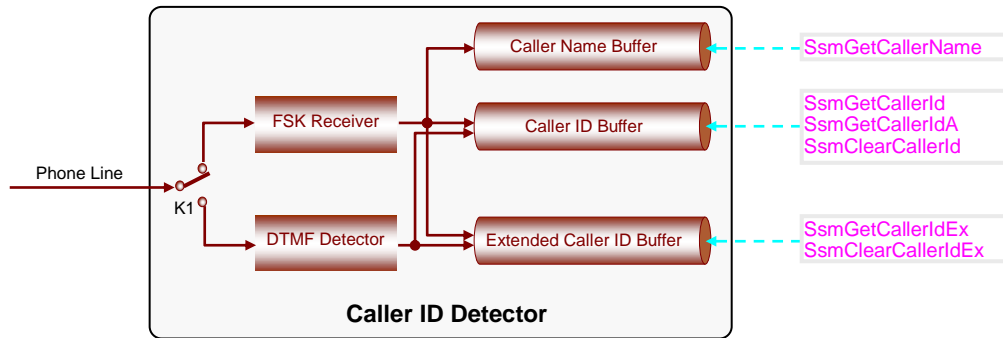 Caller Name Buffer
SsmGetCallerName
FSK Receiver
Caller ID Buffer
SsmGetCallerId
SsmGetCallerIdA
SsmClearCallerId
Phone Line
K1
DTMF Detector
Extended Caller ID Buffer
SsmGetCallerIdEx
SsmClearCallerIdEx
Caller ID Detector